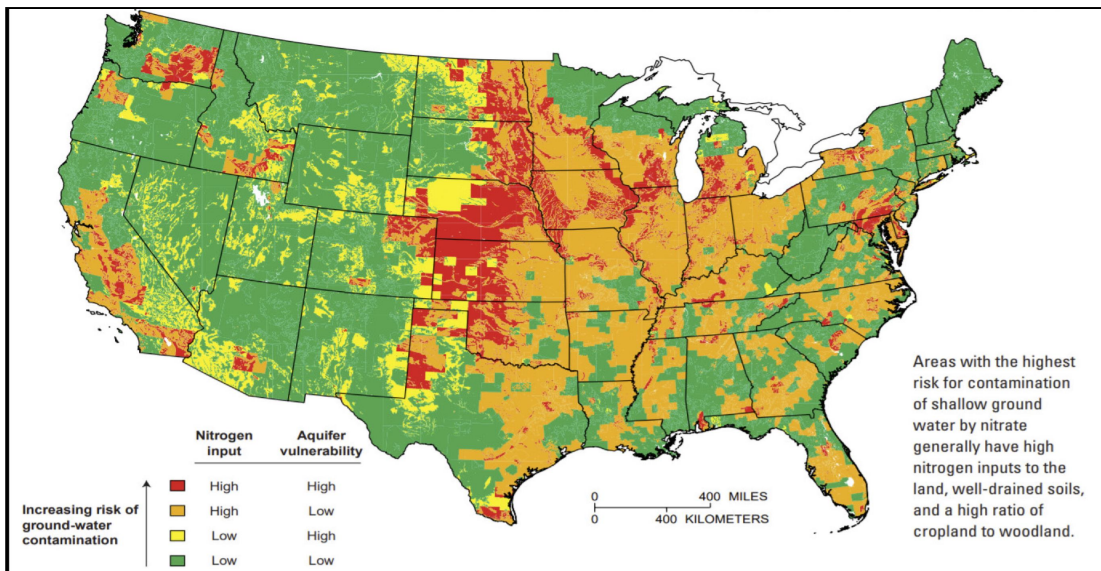 Areas with the highest
risk for contamination
of shallow ground
water by nitrate
generally have high
nitrogen inputs to the
land, well-drained soils,
and a high ratio of
cropland to woodland.
Nitrogen Aquifer
input vulnerability
High High
High Low
Low High
Low Low
Increasing risk of
ground-water
contamination
0 400 MILES
0 400 KILOMETERS